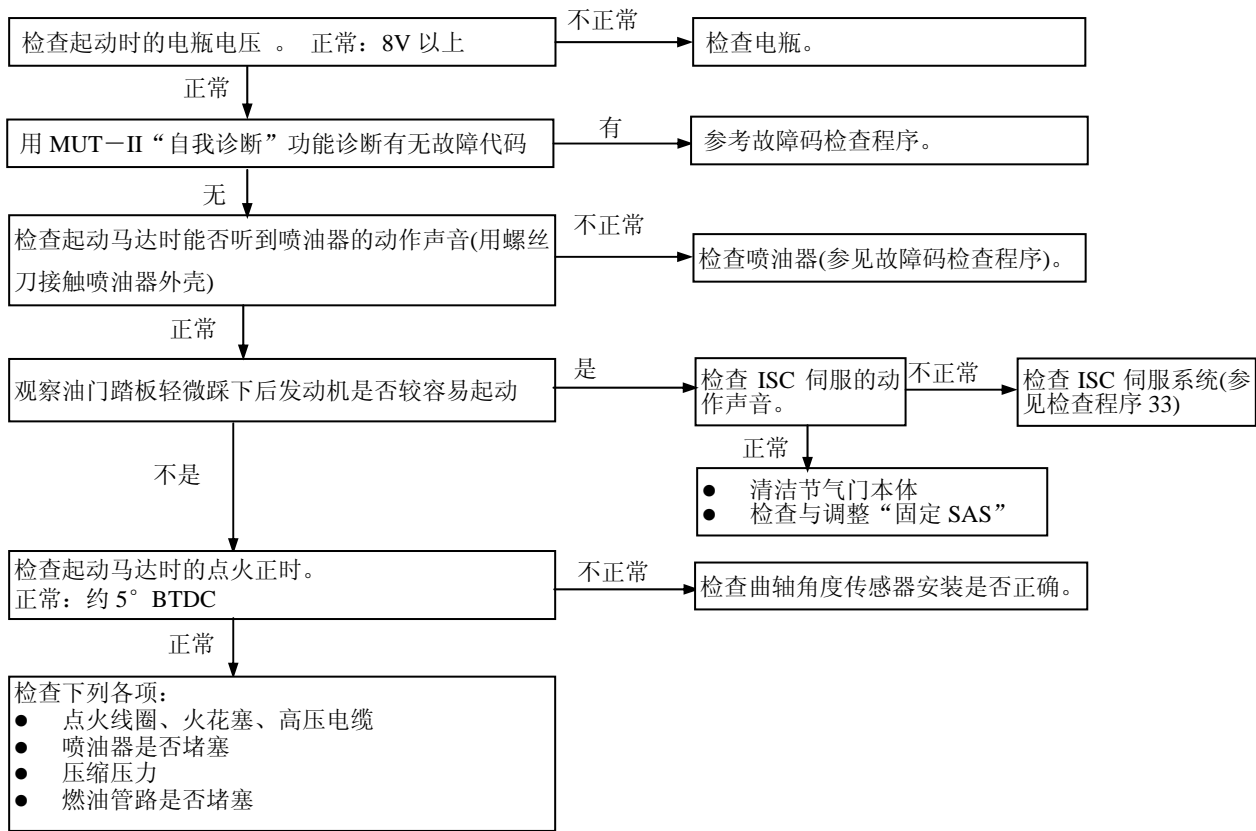 检查起动时的电瓶电压 。 正常：8V 以上
不正常
检查电瓶。
正常
用 MUT－II“自我诊断”功能诊断有无故障代码
有
参考故障码检查程序。
无
检查起动马达时能否听到喷油器的动作声音(用螺丝
刀接触喷油器外壳)
不正常
检查喷油器(参见故障码检查程序)。
正常
观察油门踏板轻微踩下后发动机是否较容易起动
是
检查 ISC 伺服的动
作声音。
不正常
检查 ISC 伺服系统(参
见检查程序 33)
正常
● 清洁节气门本体
● 检查与调整“固定 SAS”
不是
检查起动马达时的点火正时。
正常：约 5° BTDC
不正常
检查曲轴角度传感器安装是否正确。
正常
检查下列各项：
● 点火线圈、火花塞、高压电缆
● 喷油器是否堵塞
● 压缩压力
● 燃油管路是否堵塞